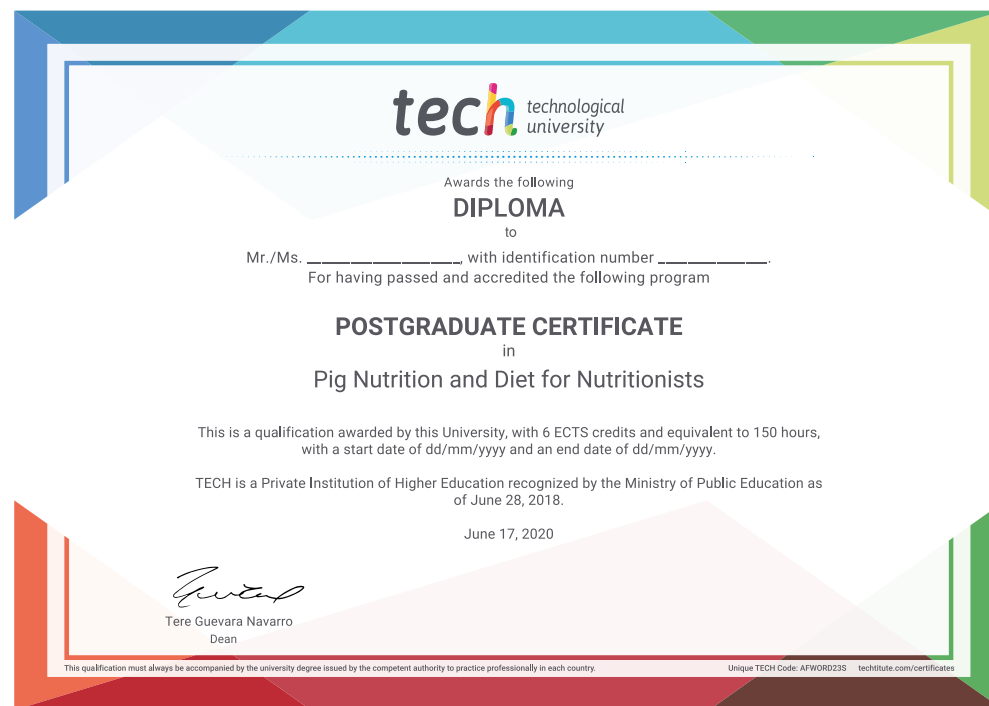 tech technological
university
Awards the following
DIPLOMA
to
Mr./Ms. ____________________, with identification number ______________.
For having passed and accredited the following program
POSTGRADUATE CERTIFICATE
in
Pig Nutrition and Diet for Nutritionists
This is a qualification awarded by this University, with 6 ECTS credits and equivalent to 150 hours,
with a start date of dd/mm/yyyy and an end date of dd/mm/yyyy.
TECH is a Private Institution of Higher Education recognized by the Ministry of Public Education as
of June 28, 2018.
June 17, 2020
Tere Guevara Navarro
Dean
This qualification must always be accompanied by the university degree issued by the competent authority to practice professionally in each country.
Unique TECH Code: AFWORD23S techtitute.com/certificates